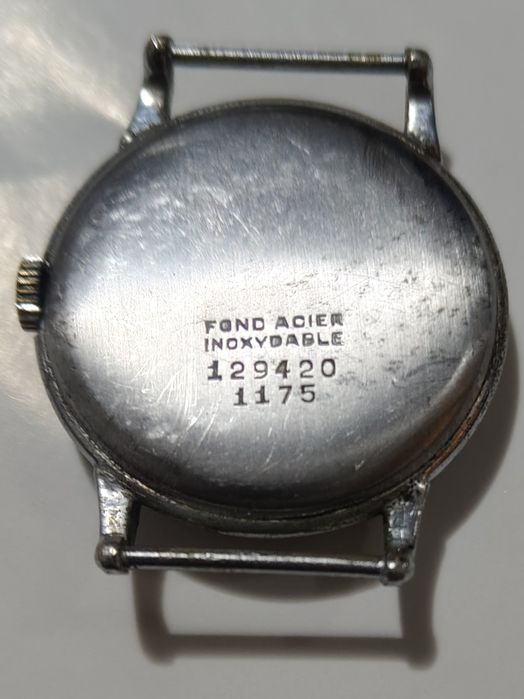 FOND ACIER
INOXYDABLE
129420
1175